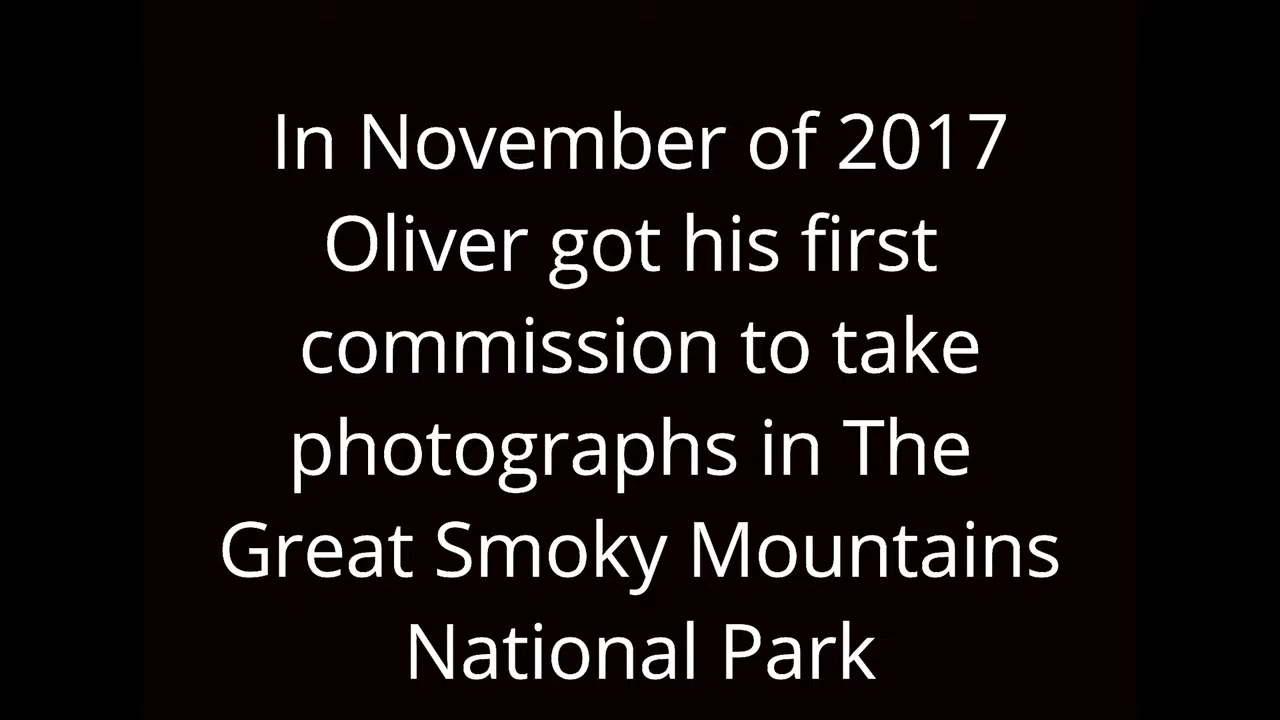 In November of 2017
Oliver got his first
commission to take
photographs in The
Great Smoky Mountains
National Park